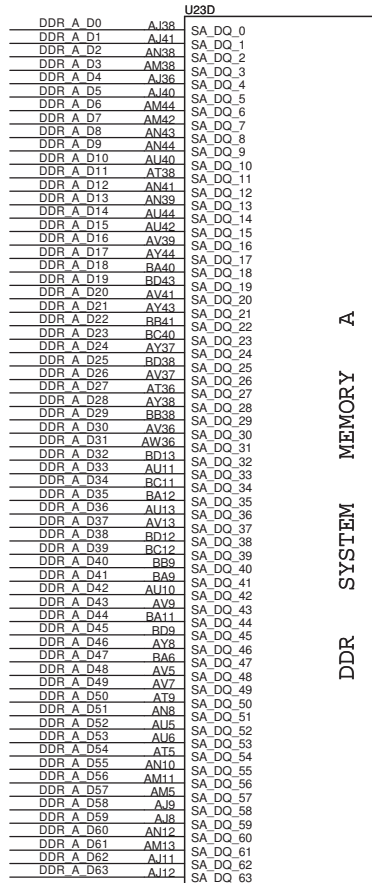 U23D
DDR_A_D0 AJ38 SA_DQ_0
DDR_A_D1 AJ41 SA_DQ_1
DDR_A_D2 AN38 SA_DQ_2
DDR_A_D3 AM38 SA_DQ_3
DDR_A_D4 AJ36 SA_DQ_4
DDR_A_D5 AJ40 SA_DQ_5
DDR_A_D6 AM44 SA_DQ_6
DDR_A_D7 AM42 SA_DQ_7
DDR_A_D8 AN43 SA_DQ_8
DDR_A_D9 AN44 SA_DQ_9
DDR_A_D10 AU40 SA_DQ_10
DDR_A_D11 AT38 SA_DQ_11
DDR_A_D12 AN41 SA_DQ_12
DDR_A_D13 AN39 SA_DQ_13
DDR_A_D14 AU44 SA_DQ_14
DDR_A_D15 AU42 SA_DQ_15
DDR_A_D16 AV39 SA_DQ_16
DDR_A_D17 AY44 SA_DQ_17
DDR_A_D18 BA40 SA_DQ_18
DDR_A_D19 BD43 SA_DQ_19
DDR_A_D20 AV41 SA_DQ_20
DDR_A_D21 AY43 SA_DQ_21
DDR_A_D22 BB41 SA_DQ_22
DDR_A_D23 BC40 SA_DQ_23
DDR_A_D24 AY37 SA_DQ_24
DDR_A_D25 BD38 SA_DQ_25
DDR_A_D26 AV37 SA_DQ_26
DDR_A_D27 AT36 SA_DQ_27
DDR_A_D28 AY38 SA_DQ_28
DDR_A_D29 BB38 SA_DQ_29
DDR_A_D30 AV36 SA_DQ_30
DDR_A_D31 AW36 SA_DQ_31
DDR_A_D32 BD13 SA_DQ_32
DDR_A_D33 AU11 SA_DQ_33
DDR_A_D34 BC11 SA_DQ_34
DDR_A_D35 BA12 SA_DQ_35
DDR_A_D36 AU13 SA_DQ_36
DDR_A_D37 AV13 SA_DQ_37
DDR_A_D38 BD12 SA_DQ_38
DDR_A_D39 BC12 SA_DQ_39
DDR_A_D40 BB9 SA_DQ_40
DDR_A_D41 BA9 SA_DQ_41
DDR_A_D42 AU10 SA_DQ_42
DDR_A_D43 AV9 SA_DQ_43
DDR_A_D44 BA11 SA_DQ_44
DDR_A_D45 BD9 SA_DQ_45
DDR_A_D46 AY8 SA_DQ_46
DDR_A_D47 BA6 SA_DQ_47
DDR_A_D48 AV5 SA_DQ_48
DDR_A_D49 AV7 SA_DQ_49
DDR_A_D50 AT9 SA_DQ_50
DDR_A_D51 AN8 SA_DQ_51
DDR_A_D52 AU5 SA_DQ_52
DDR_A_D53 AU6 SA_DQ_53
DDR_A_D54 AT5 SA_DQ_54
DDR_A_D55 AN10 SA_DQ_55
DDR_A_D56 AM11 SA_DQ_56
DDR_A_D57 AM5 SA_DQ_57
DDR_A_D58 AJ9 SA_DQ_58
DDR_A_D59 AJ8 SA_DQ_59
DDR_A_D60 AN12 SA_DQ_60
DDR_A_D61 AM13 SA_DQ_61
DDR_A_D62 AJ11 SA_DQ_62
DDR_A_D63 AJ12 SA_DQ_63
DDR SYSTEM MEMORY A